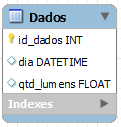 Dados
id_dados INT
dia DATETIME
qtd_lumens FLOAT
Indexes